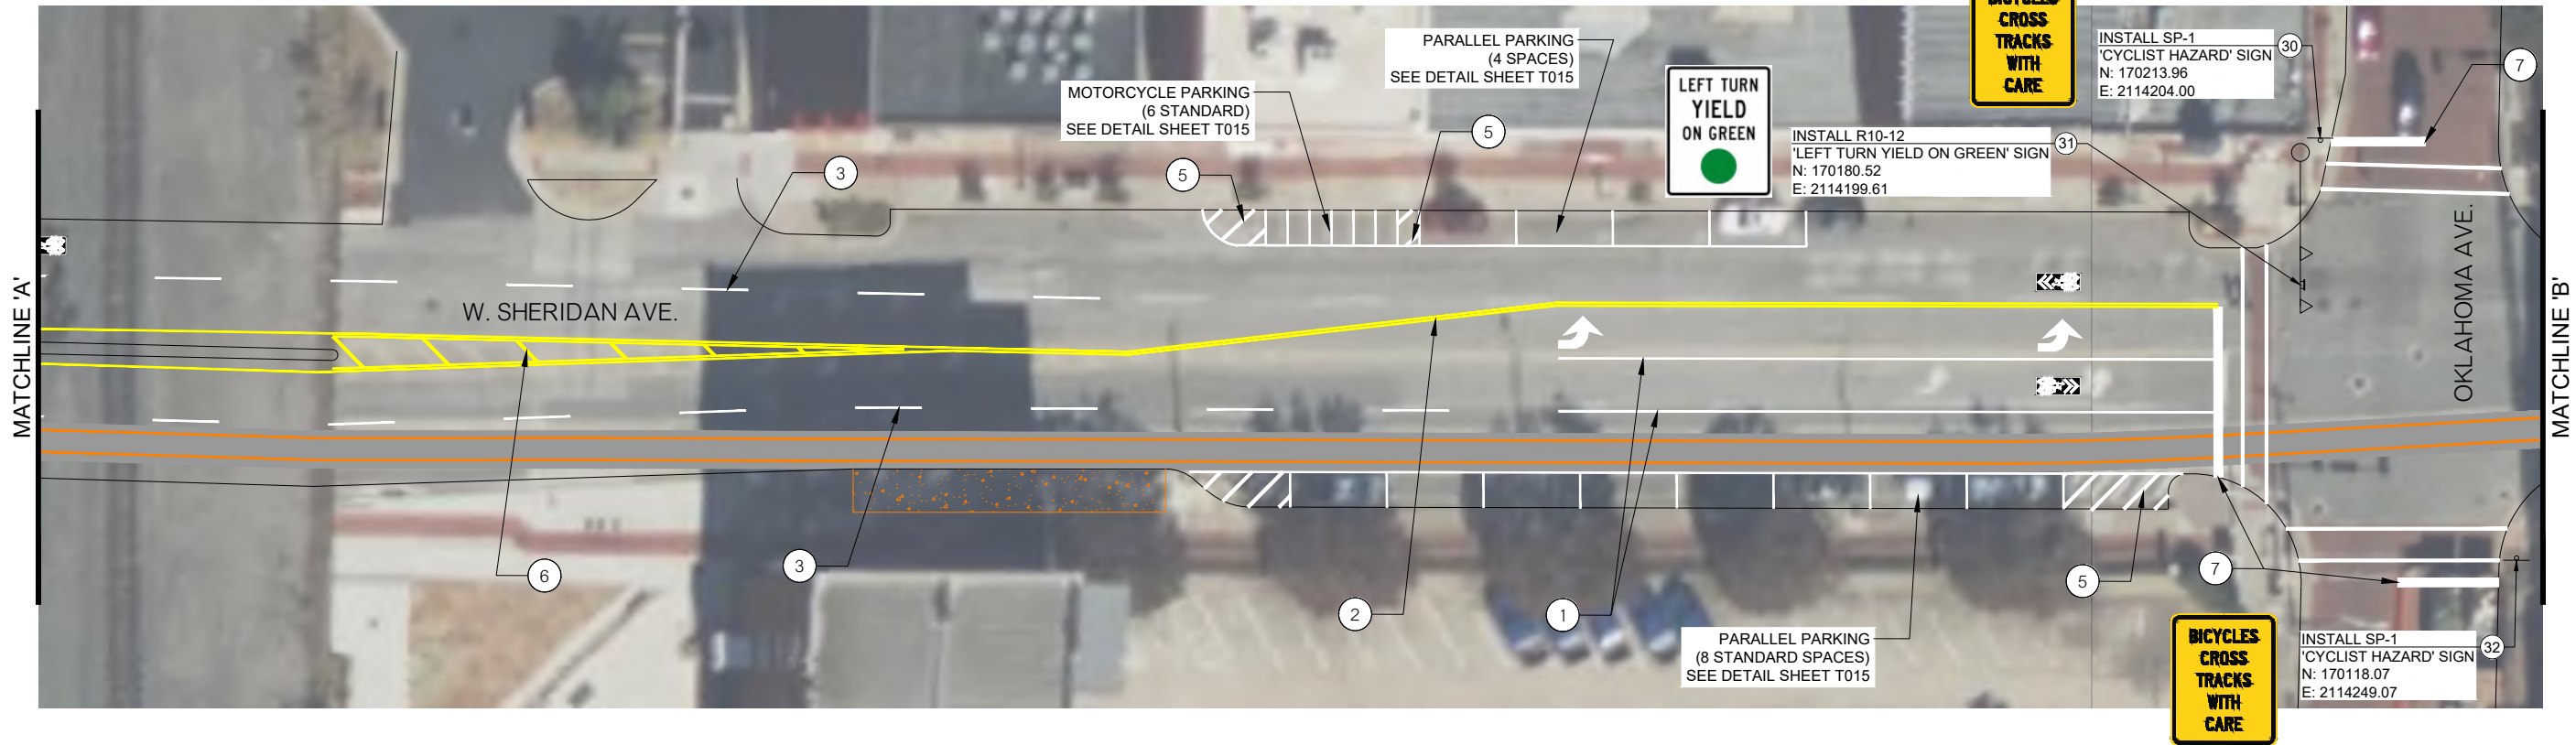 BICYCLES
CROSS
TRACKS
WITH
CARE
INSTALL SP-1
'CYCLIST HAZARD' SIGN
N: 170213.96
E: 2114204.00
30
7
PARALLEL PARKING
(4 SPACES)
SEE DETAIL SHEET T015
MOTORCYCLE PARKING
(6 STANDARD)
SEE DETAIL SHEET T015
5
5
3
LEFT TURN
YIELD
ON GREEN
INSTALL R10-12
'LEFT TURN YIELD ON GREEN' SIGN
N: 170180.52
E: 2114199.61
31
MATCHLINE 'A'
W. SHERIDAN AVE.
OKLAHOMA AVE.
MATCHLINE 'B'
6
3
2
1
PARALLEL PARKING
(8 STANDARD SPACES)
SEE DETAIL SHEET T015
5
7
BICYCLES
CROSS
TRACKS
WITH
CARE
INSTALL SP-1
'CYCLIST HAZARD' SIGN
N: 170118.07
E: 2114249.07
32